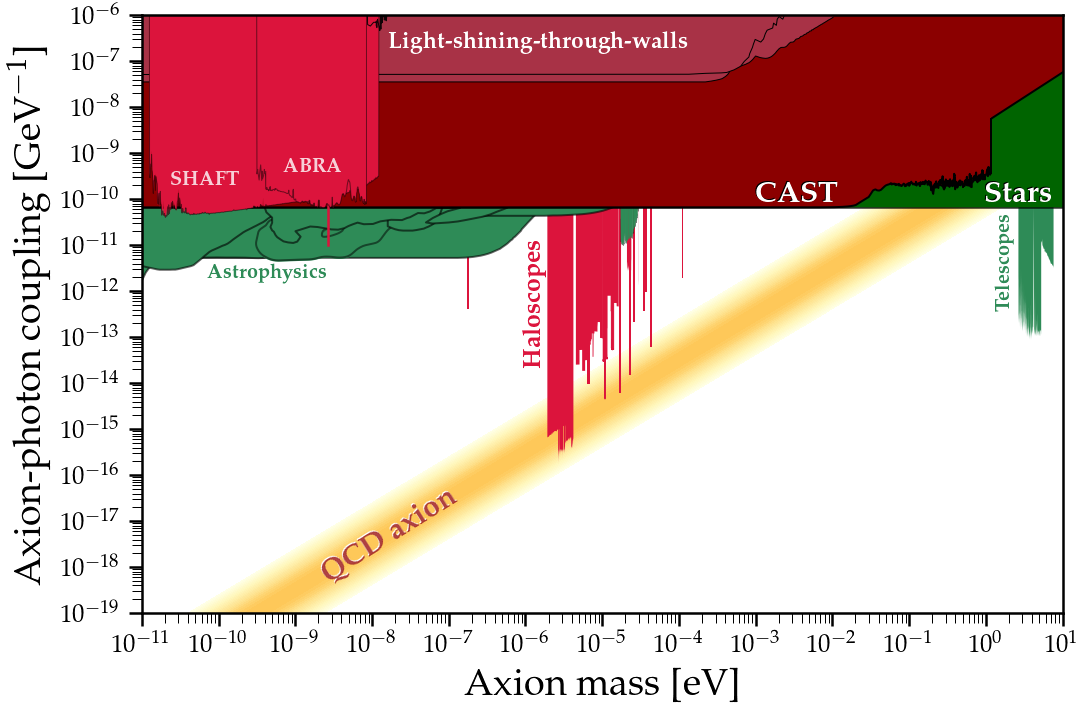 Axion-photon coupling [GeV⁻¹]
10⁻⁶
10⁻⁷
10⁻⁸
10⁻⁹
10⁻¹⁰
10⁻¹¹
10⁻¹²
10⁻¹³
10⁻¹⁴
10⁻¹⁵
10⁻¹⁶
10⁻¹⁷
10⁻¹⁸
10⁻¹⁹
Light-shining-through-walls
SHAFT
ABRA
CAST
Stars
Astrophysics
Haloscopes
Telescopes
QCD axion
10⁻¹¹ 10⁻¹⁰ 10⁻⁹ 10⁻⁸ 10⁻⁷ 10⁻⁶ 10⁻⁵ 10⁻⁴ 10⁻³ 10⁻² 10⁻¹ 10⁰ 10¹
Axion mass [eV]